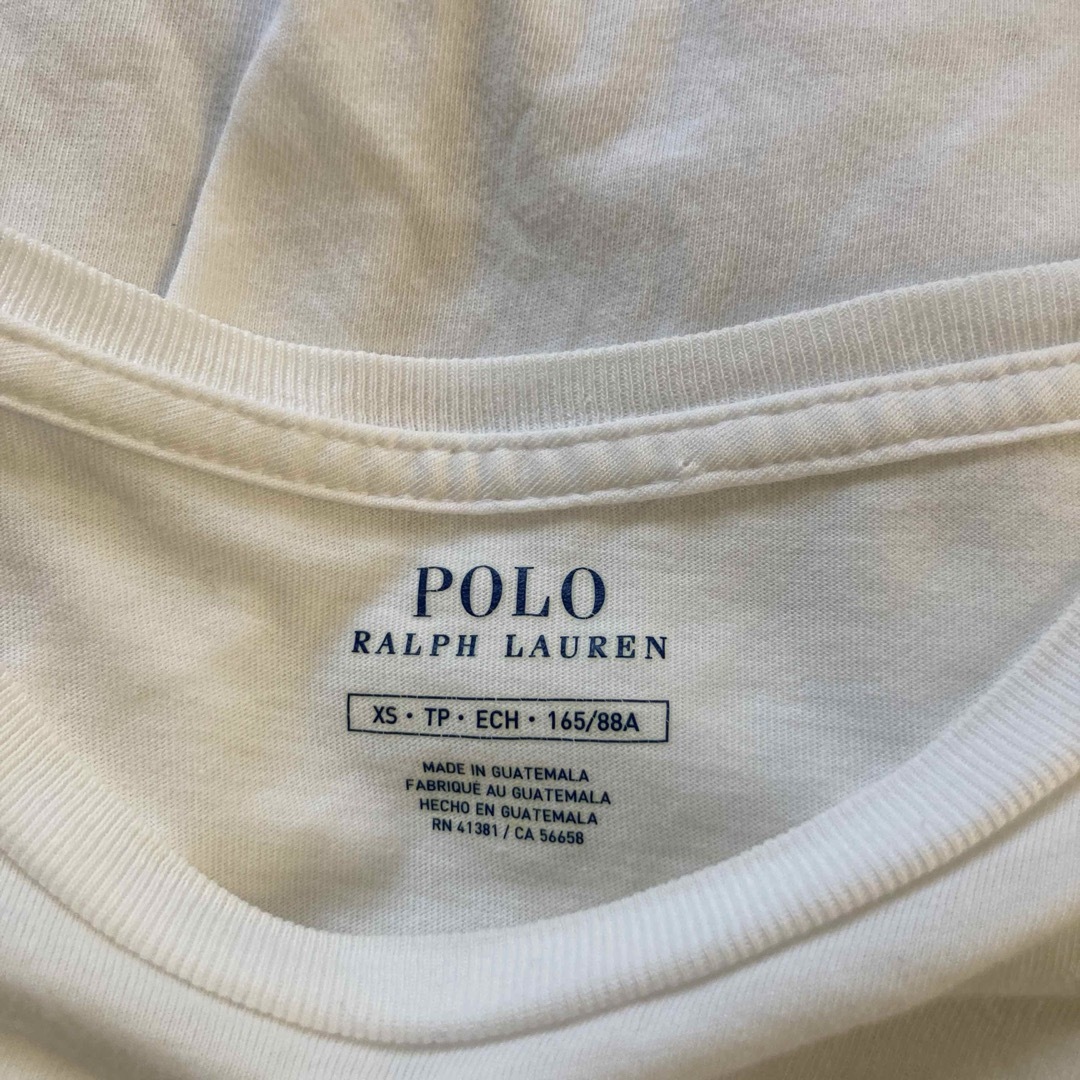 POLO
RALPH LAUREN
XS • TP • ECH • 165/88A
MADE IN GUATEMALA
FABRIQUÉ AU GUATEMALA
HECHO EN GUATEMALA
RN 41381 / CA 56658